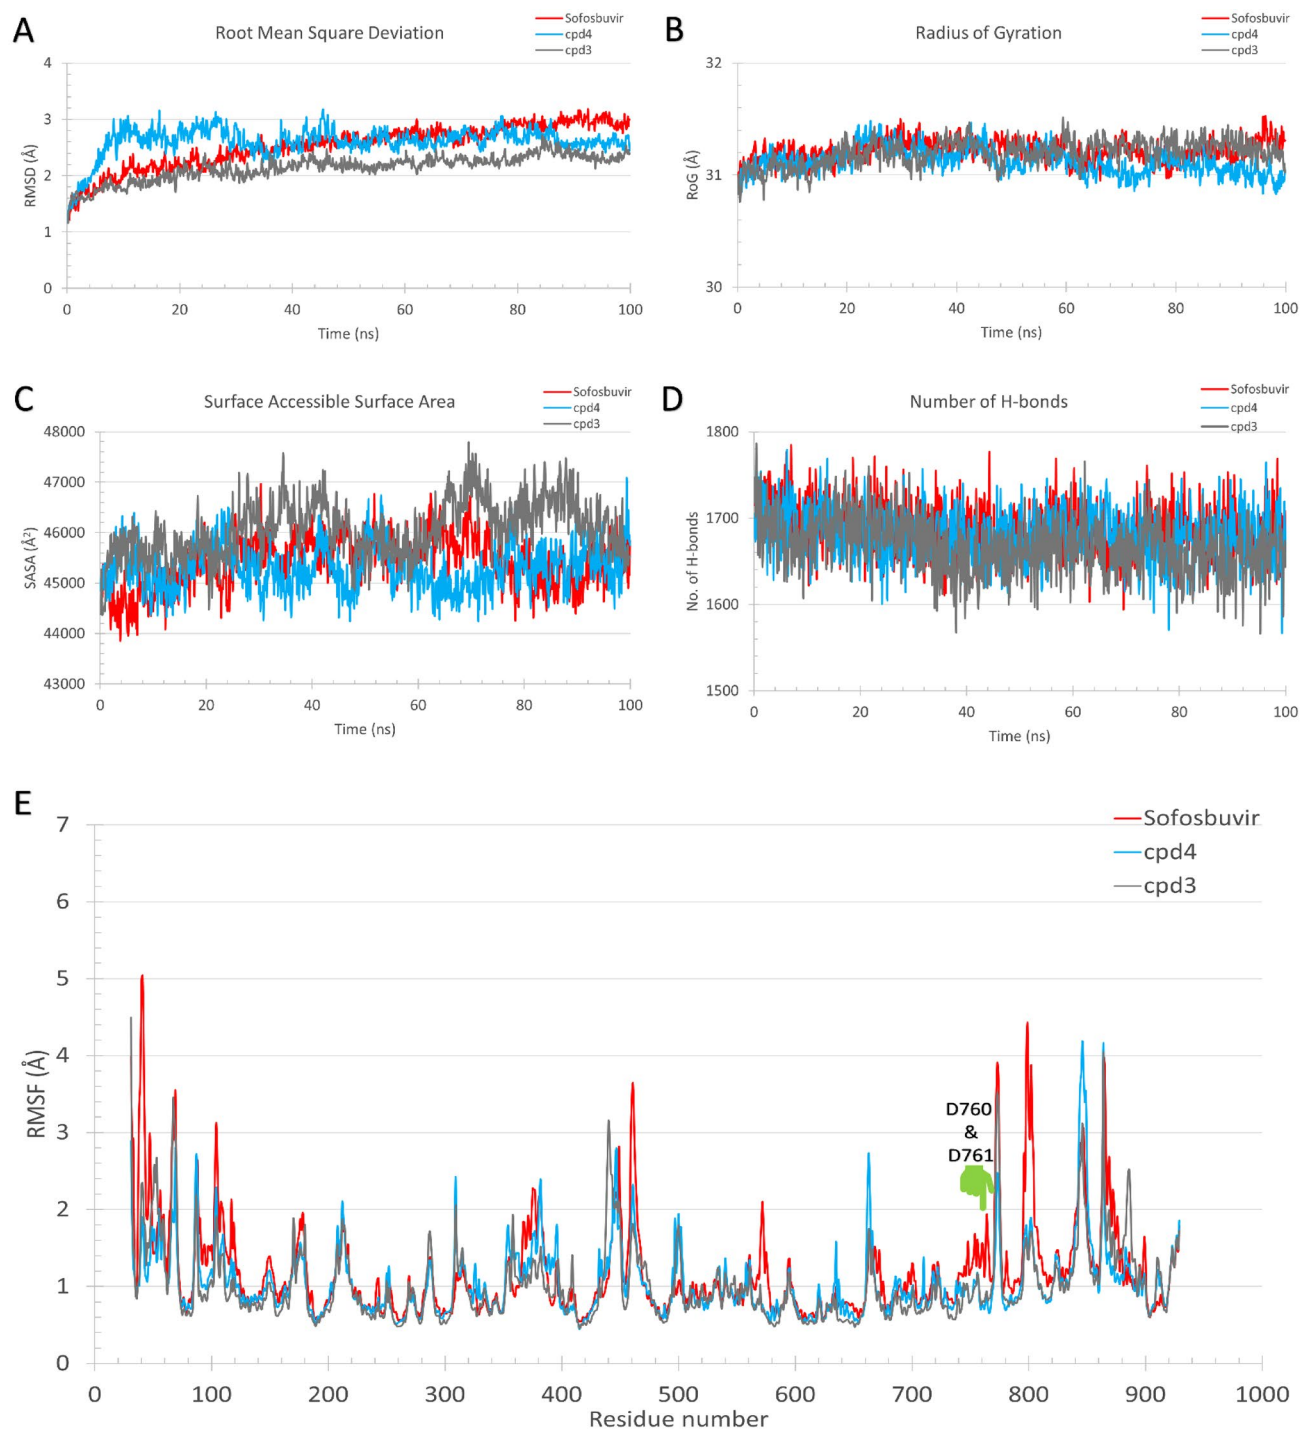 A
Root Mean Square Deviation
Sofosbuvir
cpd4
cpd3
4
3
2
1
0
RMSD (Å)
0 20 40 60 80 100
Time (ns)
B
Radius of Gyration
Sofosbuvir
cpd4
cpd3
32
31
30
RoG (Å)
0 20 40 60 80 100
Time (ns)
C
Surface Accessible Surface Area
Sofosbuvir
cpd4
cpd3
48000
47000
46000
45000
44000
43000
SASA (Å²)
0 20 40 60 80 100
Time (ns)
D
Number of H-bonds
Sofosbuvir
cpd4
cpd3
1800
1700
1600
1500
No. of H-bonds
0 20 40 60 80 100
Time (ns)
E
Sofosbuvir
cpd4
cpd3
7
6
5
4
3
2
1
0
RMSF (Å)
D760
&
D761
0 100 200 300 400 500 600 700 800 900 1000
Residue number